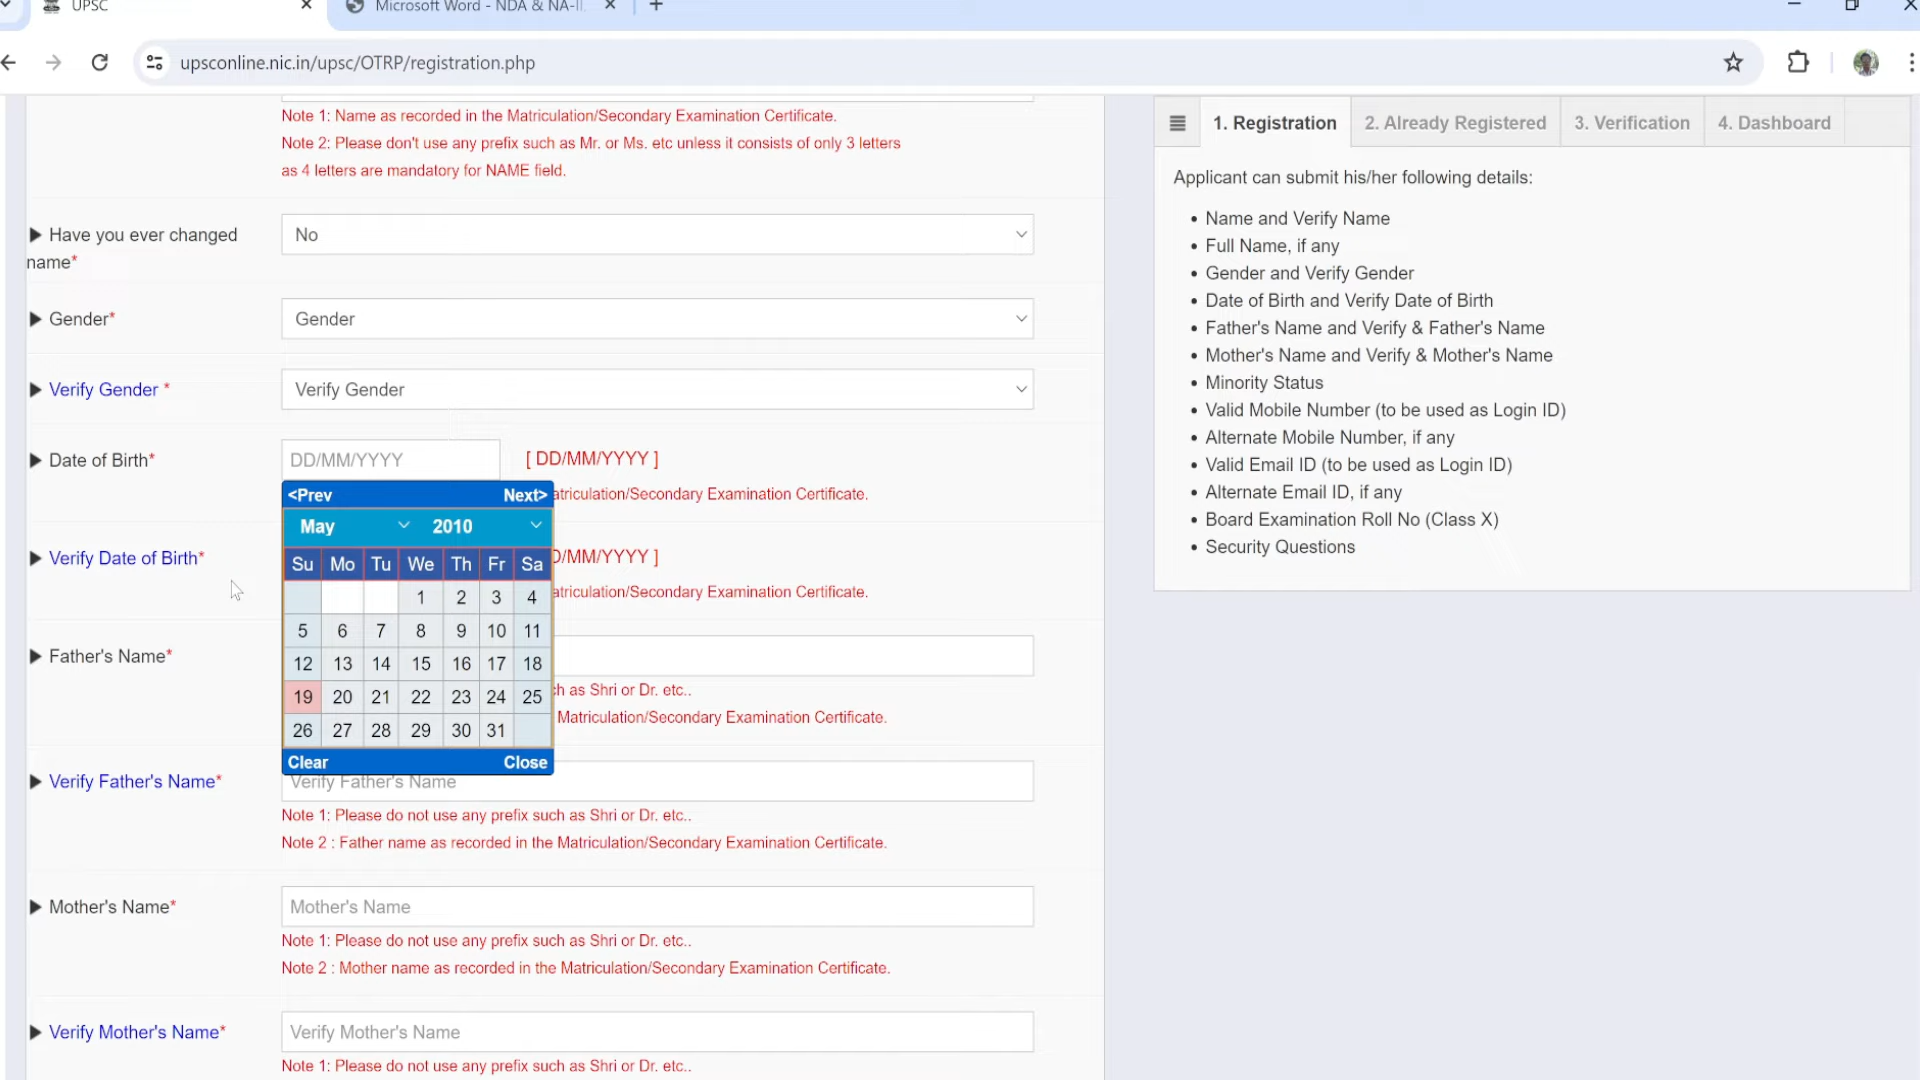 UPSC
Microsoft Word - NDA & NA-II
upsconline.nic.in/upsc/OTRP/registration.php
Note 1: Name as recorded in the Matriculation/Secondary Examination Certificate.
Note 2: Please don't use any prefix such as Mr. or Ms. etc unless it consists of only 3 letters
as 4 letters are mandatory for NAME field.
Have you ever changed
name*
No
Gender*
Gender
Verify Gender *
Verify Gender
Date of Birth*
DD/MM/YYYY
[ DD/MM/YYYY ]
<Prev
Next>
atriculation/Secondary Examination Certificate.
May
2010
Su Mo Tu We Th Fr Sa
1 2 3 4
5 6 7 8 9 10 11
12 13 14 15 16 17 18
19 20 21 22 23 24 25
26 27 28 29 30 31
Clear
Close
Verify Date of Birth*
D/MM/YYYY ]
atriculation/Secondary Examination Certificate.
Father's Name*
h as Shri or Dr. etc..
Matriculation/Secondary Examination Certificate.
Verify Father's Name*
Verify Father's Name
Note 1: Please do not use any prefix such as Shri or Dr. etc..
Note 2 : Father name as recorded in the Matriculation/Secondary Examination Certificate.
Mother's Name*
Mother's Name
Note 1: Please do not use any prefix such as Shri or Dr. etc..
Note 2 : Mother name as recorded in the Matriculation/Secondary Examination Certificate.
Verify Mother's Name*
Verify Mother's Name
Note 1: Please do not use any prefix such as Shri or Dr. etc..
1. Registration
2. Already Registered
3. Verification
4. Dashboard
Applicant can submit his/her following details:
• Name and Verify Name
• Full Name, if any
• Gender and Verify Gender
• Date of Birth and Verify Date of Birth
• Father's Name and Verify & Father's Name
• Mother's Name and Verify & Mother's Name
• Minority Status
• Valid Mobile Number (to be used as Login ID)
• Alternate Mobile Number, if any
• Valid Email ID (to be used as Login ID)
• Alternate Email ID, if any
• Board Examination Roll No (Class X)
• Security Questions